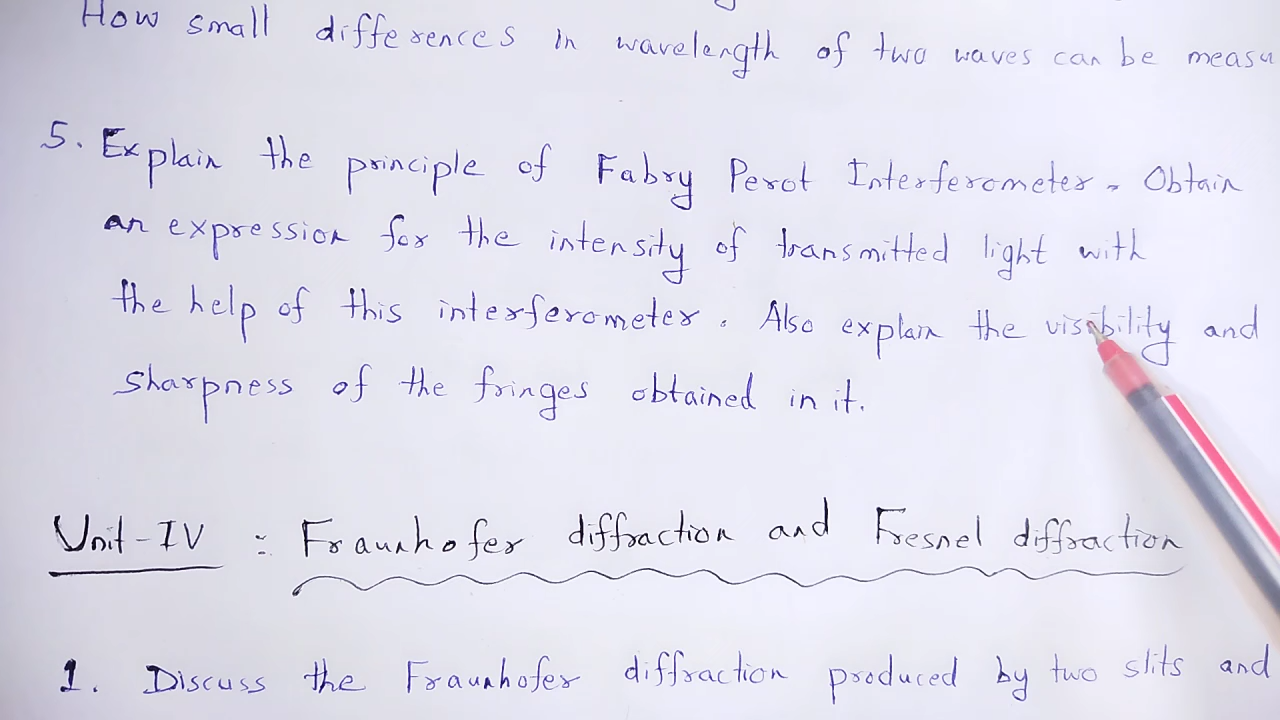 How small differences in wavelength of two waves can be measu
5. Explain the principle of Fabry Perot Interferometer. Obtain
an expression for the intensity of transmitted light with
the help of this interferometer. Also explain the visibility and
sharpness of the fringes obtained in it.
Unit-IV : Fraunhofer diffraction and Fresnel diffraction
1. Discuss the Fraunhofer diffraction produced by two slits and